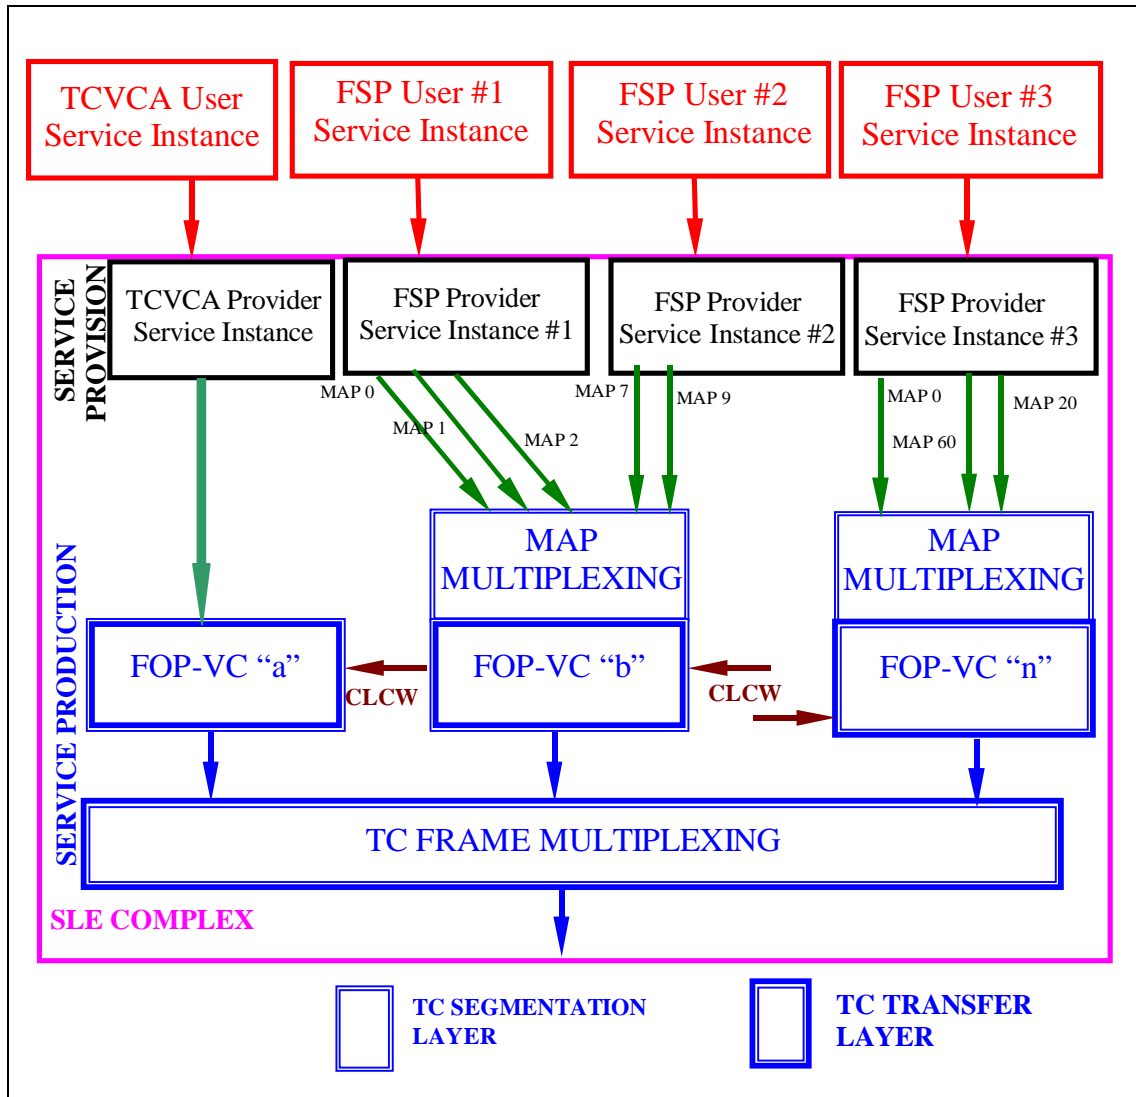 TCVCA User
Service Instance
FSP User #1
Service Instance
FSP User #2
Service Instance
FSP User #3
Service Instance
SERVICE
PROVISION
TCVCA Provider
Service Instance
FSP Provider
Service Instance #1
FSP Provider
Service Instance #2
FSP Provider
Service Instance #3
MAP 0
MAP 1
MAP 2
MAP 7
MAP 9
MAP 0
MAP 60
MAP 20
SERVICE PRODUCTION
MAP
MULTIPLEXING
MAP
MULTIPLEXING
FOP-VC “a”
CLCW
FOP-VC “b”
CLCW
FOP-VC “n”
TC FRAME MULTIPLEXING
SLE COMPLEX
TC SEGMENTATION
LAYER
TC TRANSFER
LAYER